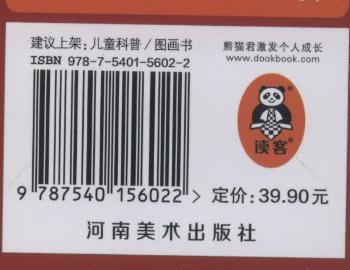 建议上架：儿童科普/图画书
ISBN 978-7-5401-5602-2
9 787540 156022 >
熊猫君激发个人成长
www.dookbook.com
读客®
定价：39.90元
河南美术出版社